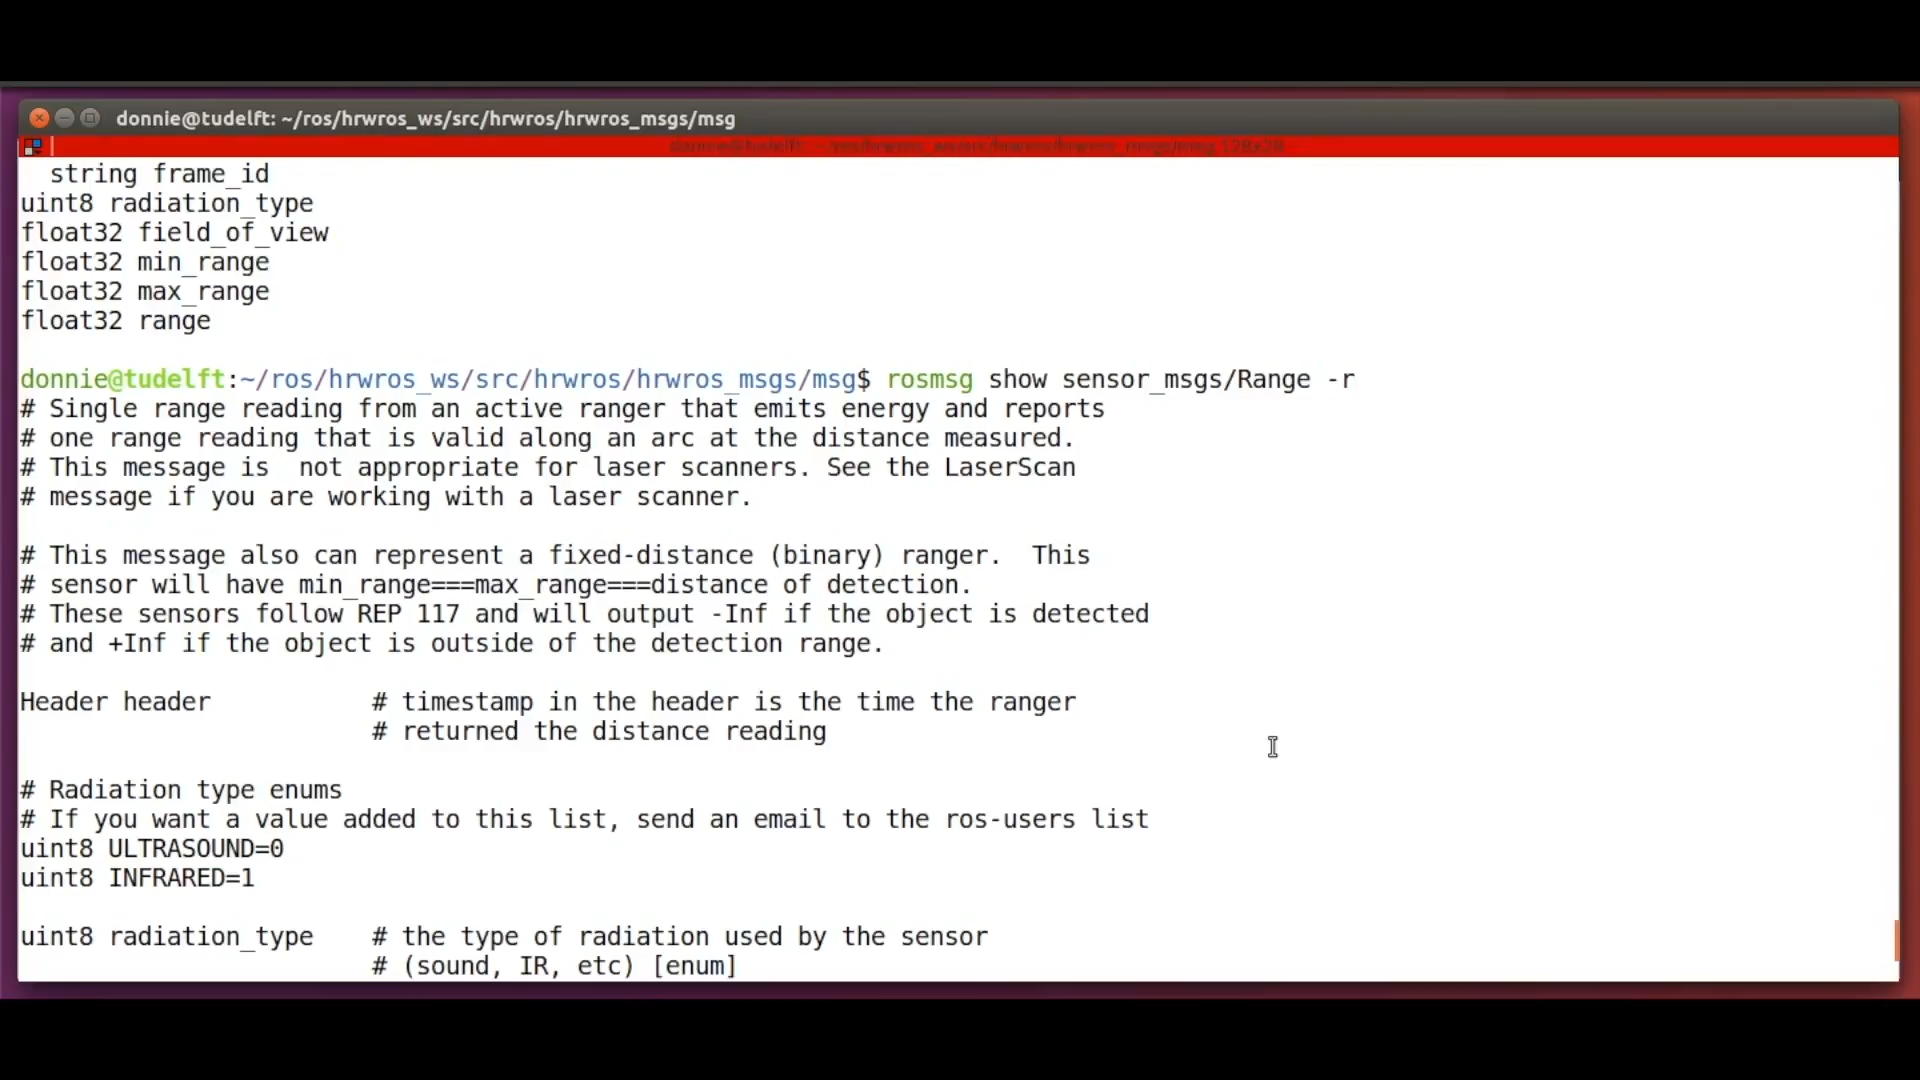 donnie@tudelft: ~/ros/hrwros_ws/src/hrwros/hrwros_msgs/msg
donnie@tudelft: ~/ros/hrwros_ws/src/hrwros/hrwros_msgs/msg 128x28
string frame_id
uint8 radiation_type
float32 field_of_view
float32 min_range
float32 max_range
float32 range
donnie@tudelft:~/ros/hrwros_ws/src/hrwros/hrwros_msgs/msg$ rosmsg show sensor_msgs/Range -r
# Single range reading from an active ranger that emits energy and reports
# one range reading that is valid along an arc at the distance measured.
# This message is  not appropriate for laser scanners. See the LaserScan
# message if you are working with a laser scanner.
# This message also can represent a fixed-distance (binary) ranger.  This
# sensor will have min_range===max_range===distance of detection.
# These sensors follow REP 117 and will output -Inf if the object is detected
# and +Inf if the object is outside of the detection range.
Header header           # timestamp in the header is the time the ranger
                        # returned the distance reading
# Radiation type enums
# If you want a value added to this list, send an email to the ros-users list
uint8 ULTRASOUND=0
uint8 INFRARED=1
uint8 radiation_type    # the type of radiation used by the sensor
                        # (sound, IR, etc) [enum]